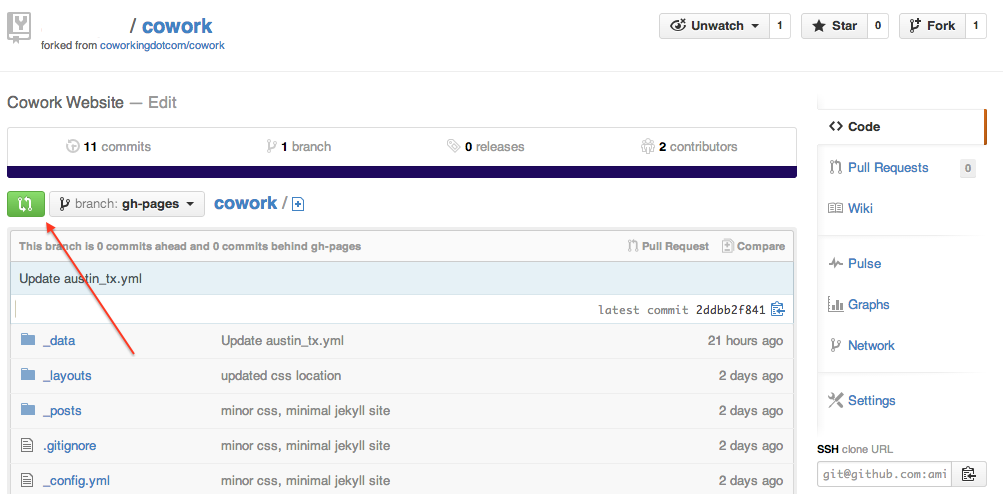 / cowork
forked from coworkingdotcom/cowork
Unwatch 1 Star 0 Fork 1
Cowork Website — Edit
11 commits 1 branch 0 releases 2 contributors
branch: gh-pages cowork /
This branch is 0 commits ahead and 0 commits behind gh-pages Pull Request Compare
Update austin_tx.yml
latest commit 2ddbb2f841
_data Update austin_tx.yml 21 hours ago
_layouts updated css location 2 days ago
_posts minor css, minimal jekyll site 2 days ago
.gitignore minor css, minimal jekyll site 2 days ago
_config.yml minor css, minimal jekyll site 2 days ago
Code
Pull Requests 0
Wiki
Pulse
Graphs
Network
Settings
SSH clone URL
git@github.com:ami